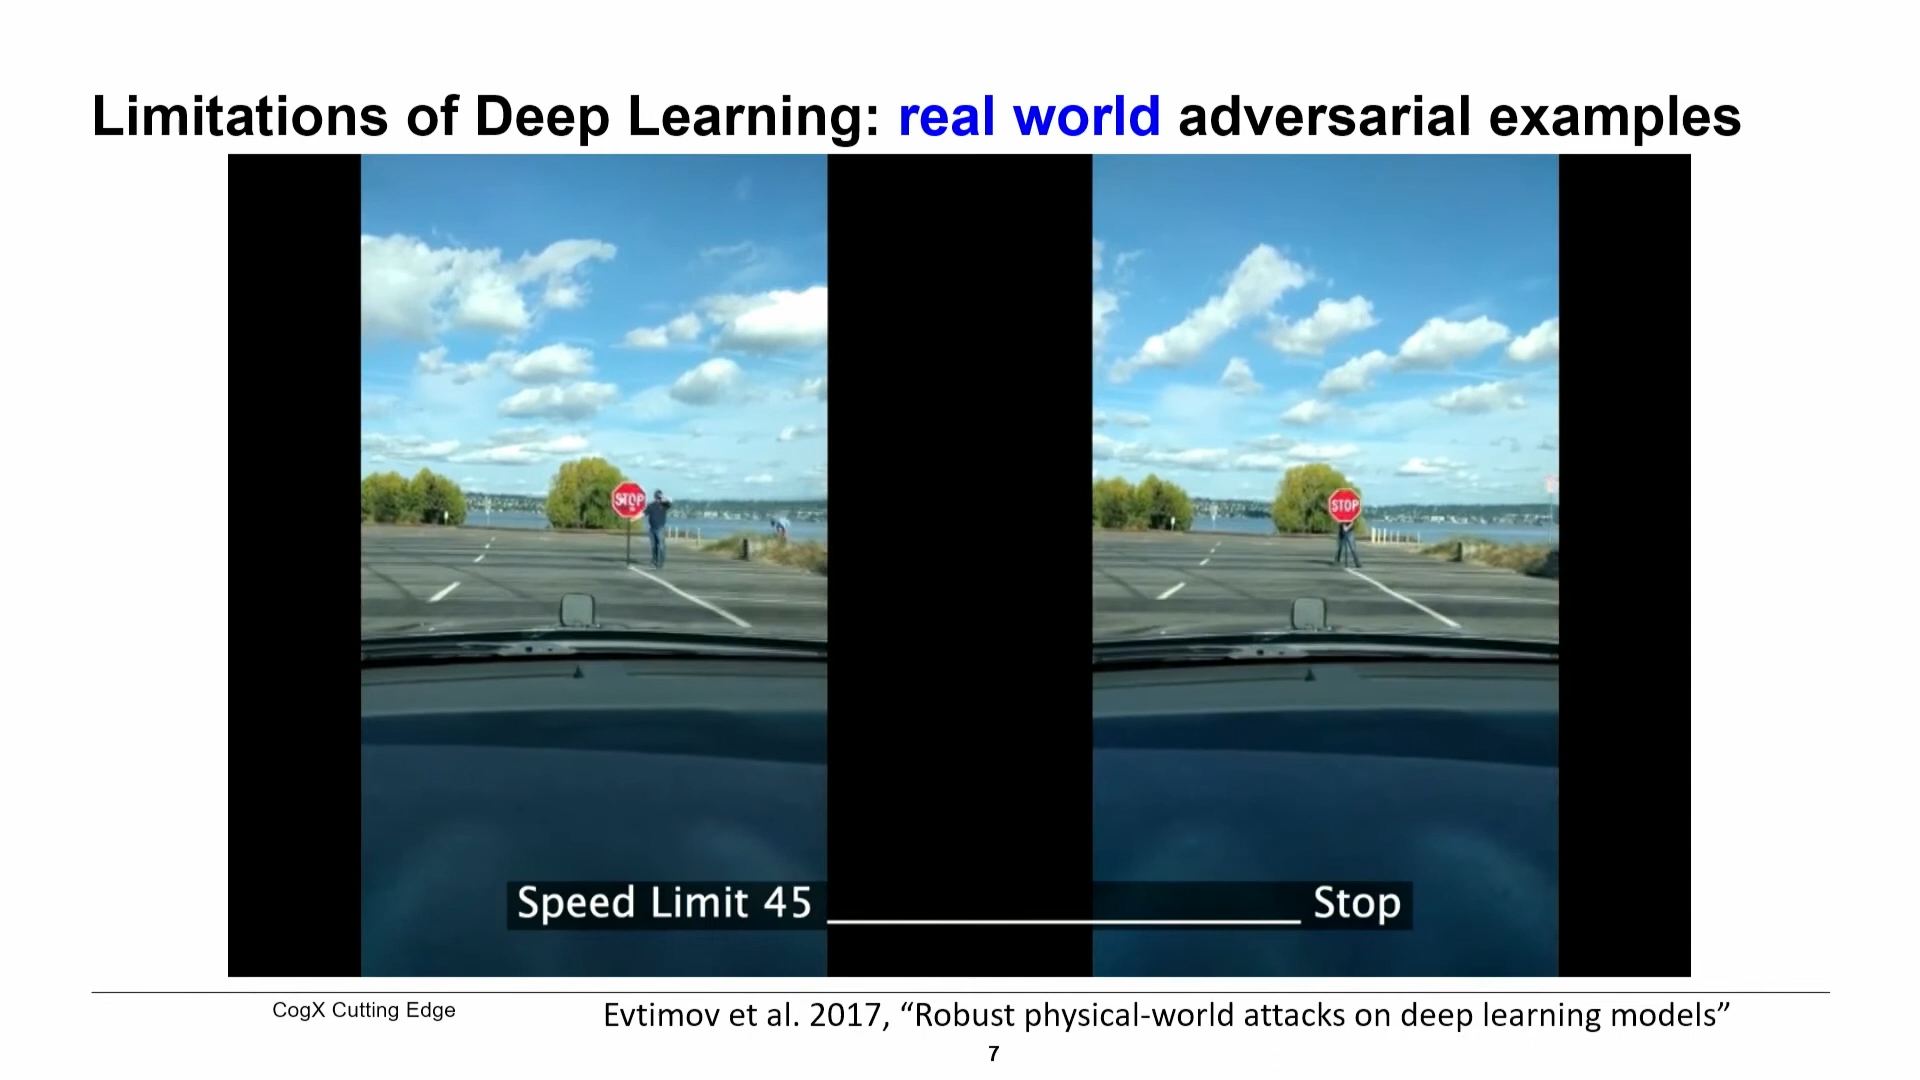 Limitations of Deep Learning: real world adversarial examples
STOP
STOP
Speed Limit 45
Stop
CogX Cutting Edge
Evtimov et al. 2017, “Robust physical-world attacks on deep learning models”
7